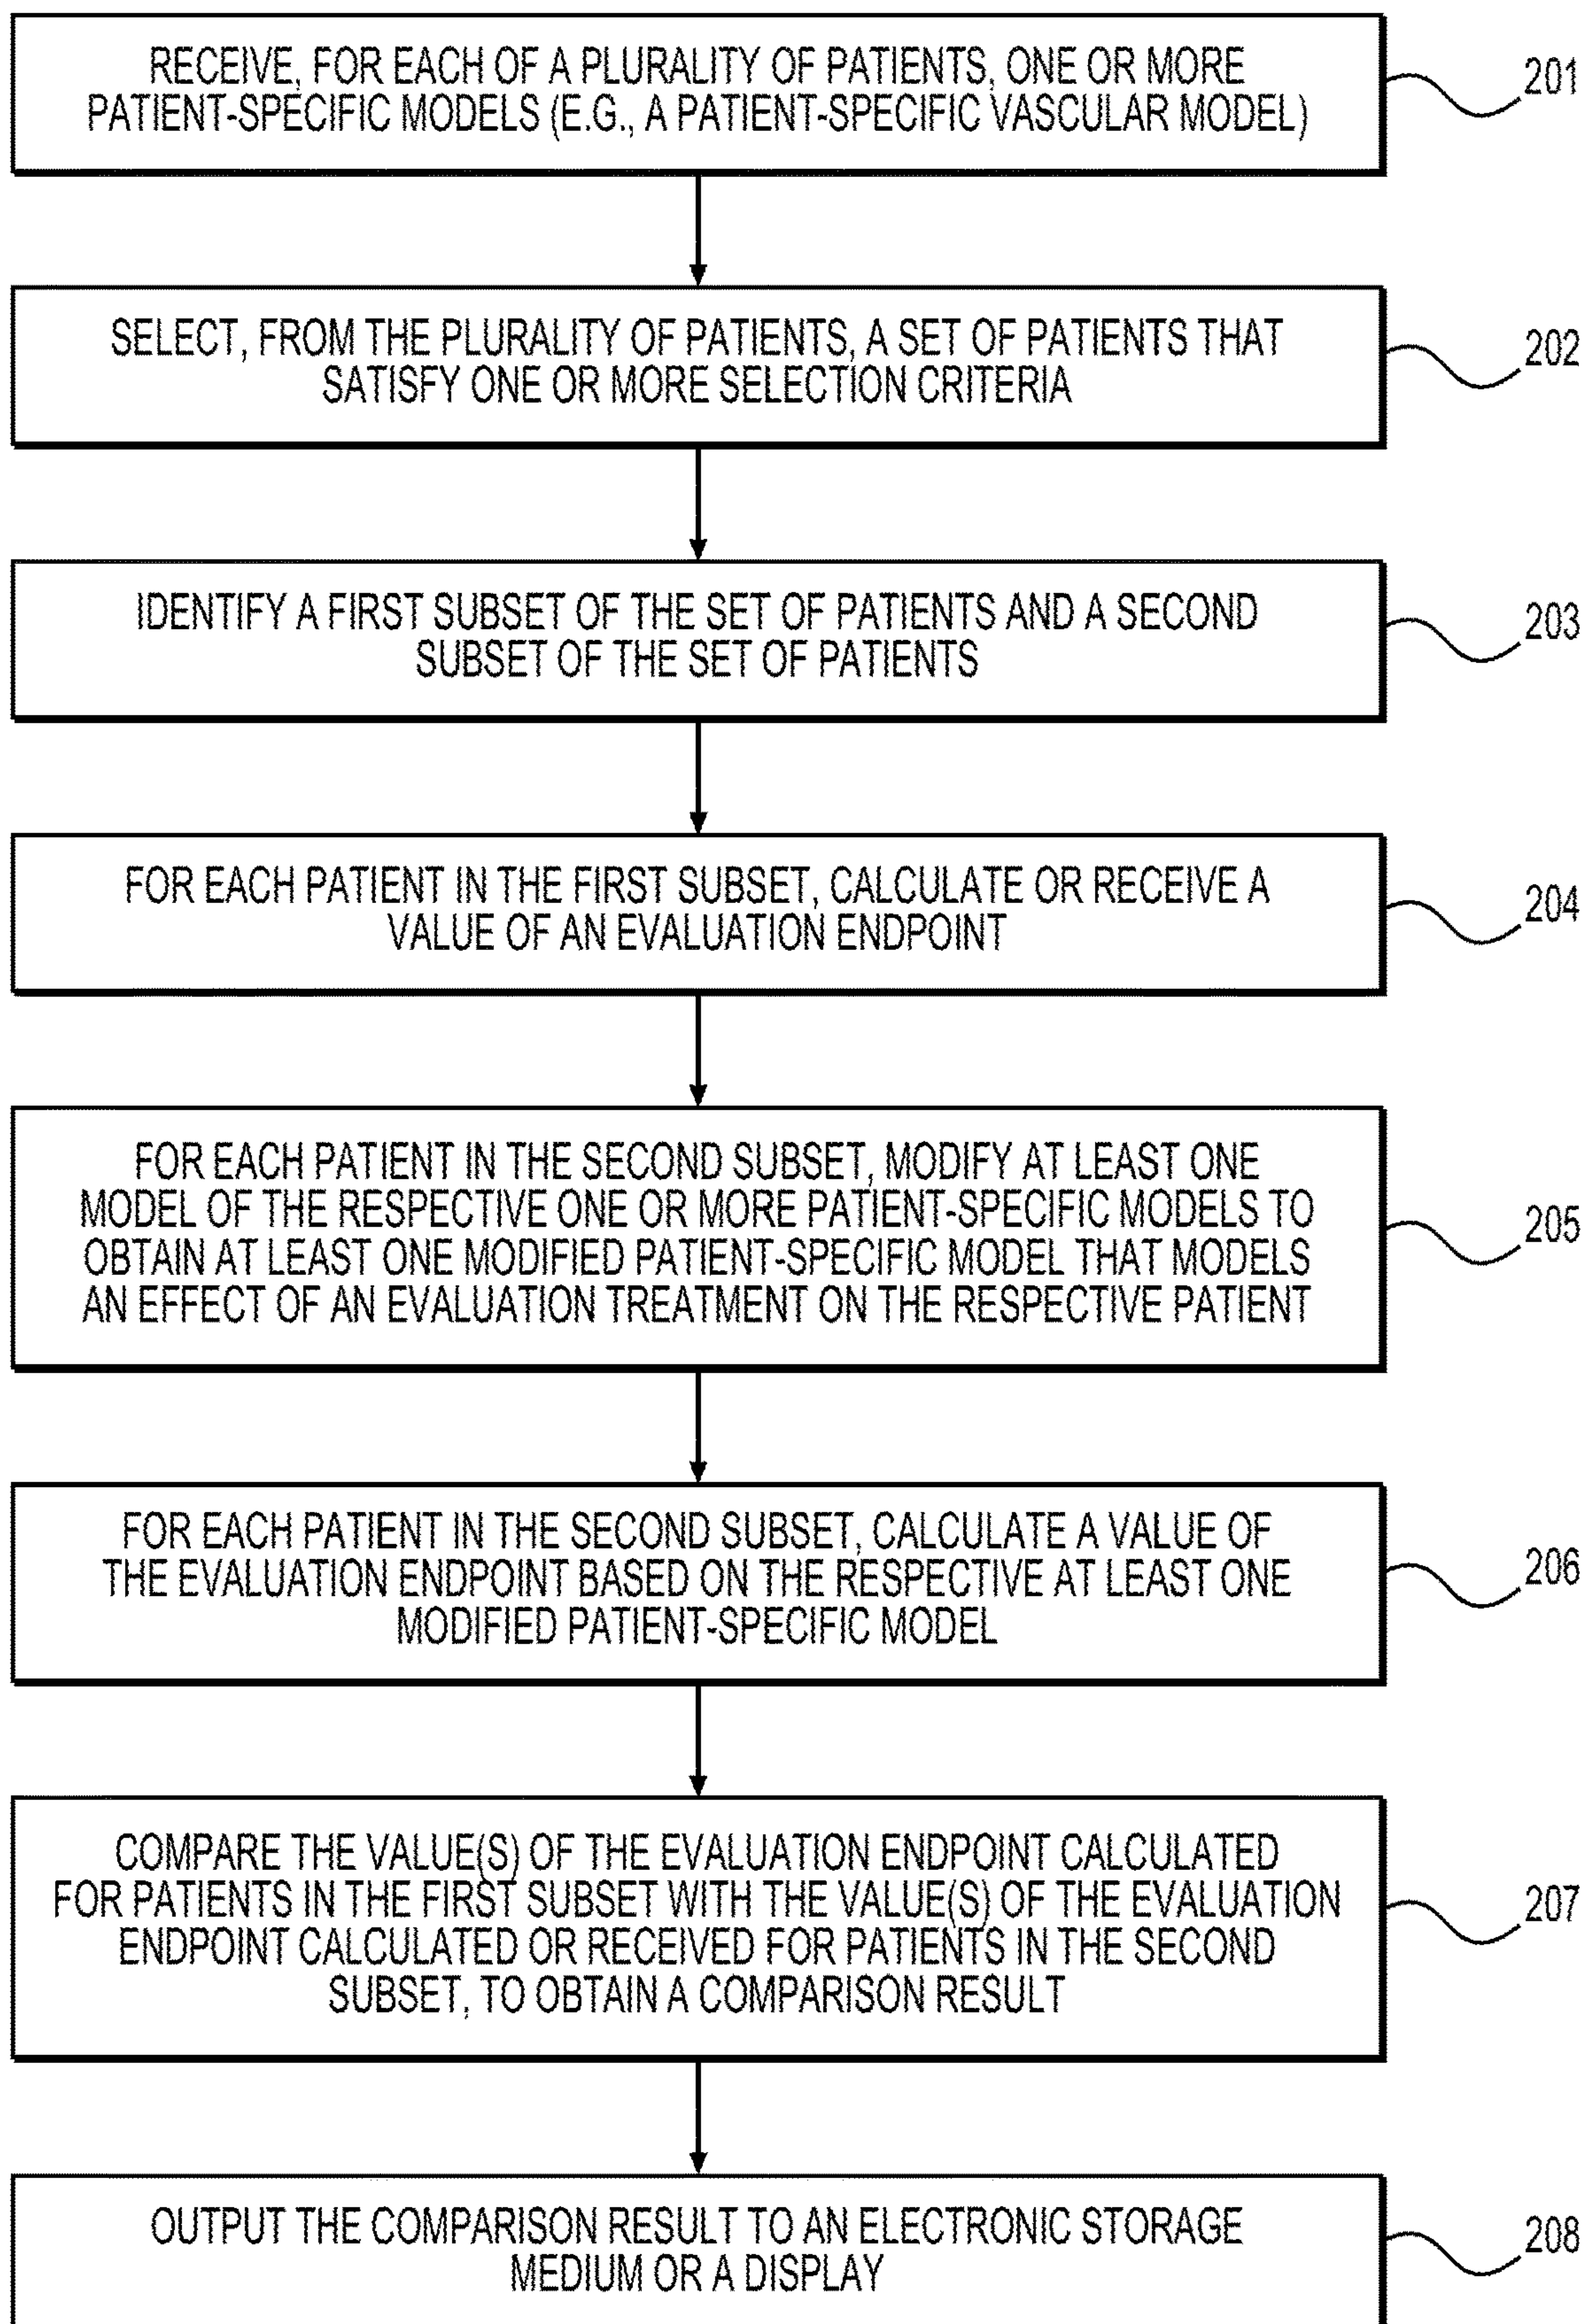 RECEIVE, FOR EACH OF A PLURALITY OF PATIENTS, ONE OR MORE
PATIENT-SPECIFIC MODELS (E.G., A PATIENT-SPECIFIC VASCULAR MODEL)
201
SELECT, FROM THE PLURALITY OF PATIENTS, A SET OF PATIENTS THAT
SATISFY ONE OR MORE SELECTION CRITERIA
202
IDENTIFY A FIRST SUBSET OF THE SET OF PATIENTS AND A SECOND
SUBSET OF THE SET OF PATIENTS
203
FOR EACH PATIENT IN THE FIRST SUBSET, CALCULATE OR RECEIVE A
VALUE OF AN EVALUATION ENDPOINT
204
FOR EACH PATIENT IN THE SECOND SUBSET, MODIFY AT LEAST ONE
MODEL OF THE RESPECTIVE ONE OR MORE PATIENT-SPECIFIC MODELS TO
OBTAIN AT LEAST ONE MODIFIED PATIENT-SPECIFIC MODEL THAT MODELS
AN EFFECT OF AN EVALUATION TREATMENT ON THE RESPECTIVE PATIENT
205
FOR EACH PATIENT IN THE SECOND SUBSET, CALCULATE A VALUE OF
THE EVALUATION ENDPOINT BASED ON THE RESPECTIVE AT LEAST ONE
MODIFIED PATIENT-SPECIFIC MODEL
206
COMPARE THE VALUE(S) OF THE EVALUATION ENDPOINT CALCULATED
FOR PATIENTS IN THE FIRST SUBSET WITH THE VALUE(S) OF THE EVALUATION
ENDPOINT CALCULATED OR RECEIVED FOR PATIENTS IN THE SECOND
SUBSET, TO OBTAIN A COMPARISON RESULT
207
OUTPUT THE COMPARISON RESULT TO AN ELECTRONIC STORAGE
MEDIUM OR A DISPLAY
208